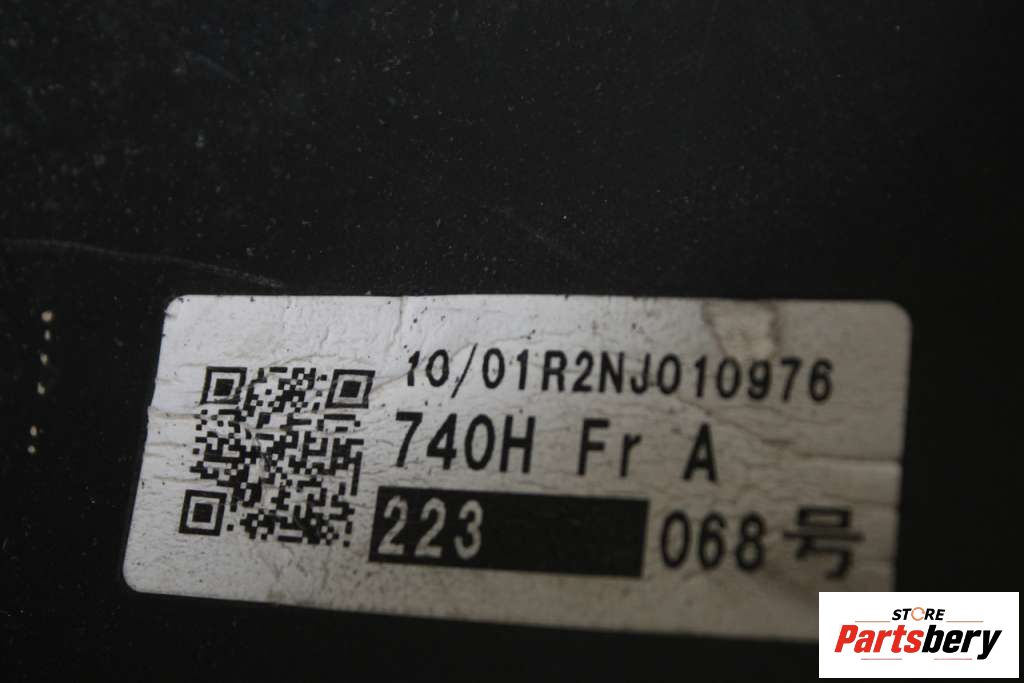 10/01R2NJ010976
740H Fr A
223 068号
STORE
Partsbery